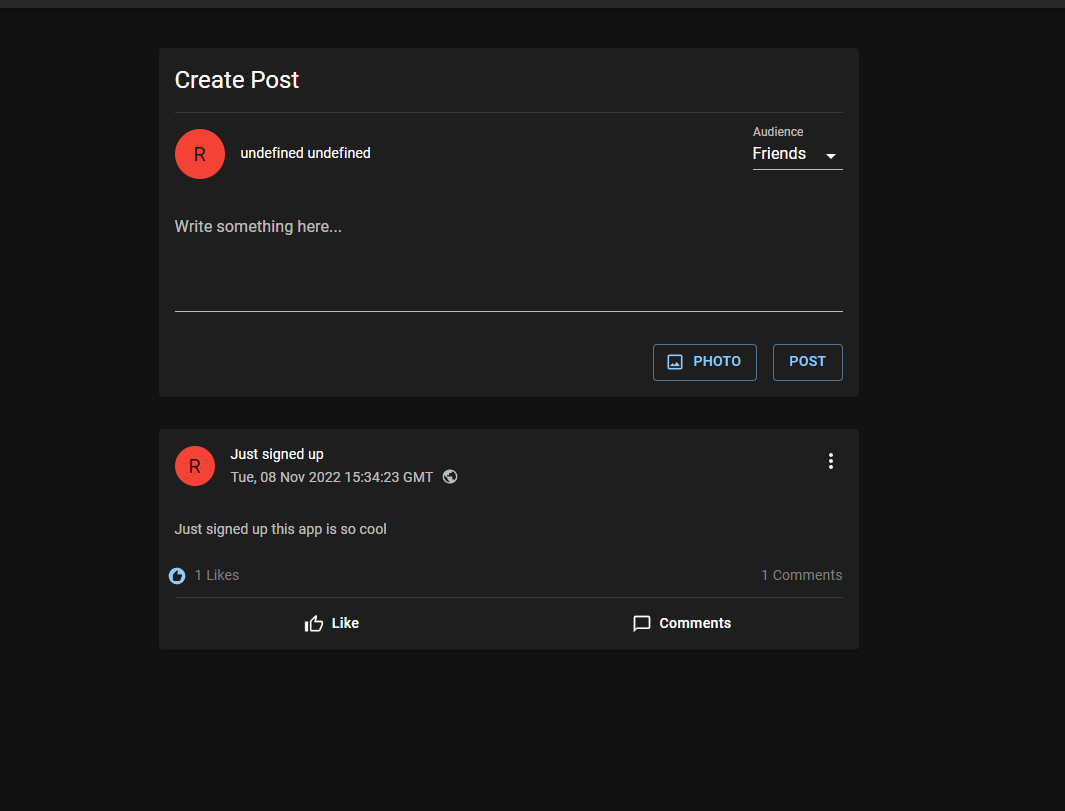 Create Post
R
undefined undefined
Audience
Friends
Write something here...
PHOTO
POST
R
Just signed up
Tue, 08 Nov 2022 15:34:23 GMT
Just signed up this app is so cool
1 Likes
1 Comments
Like
Comments